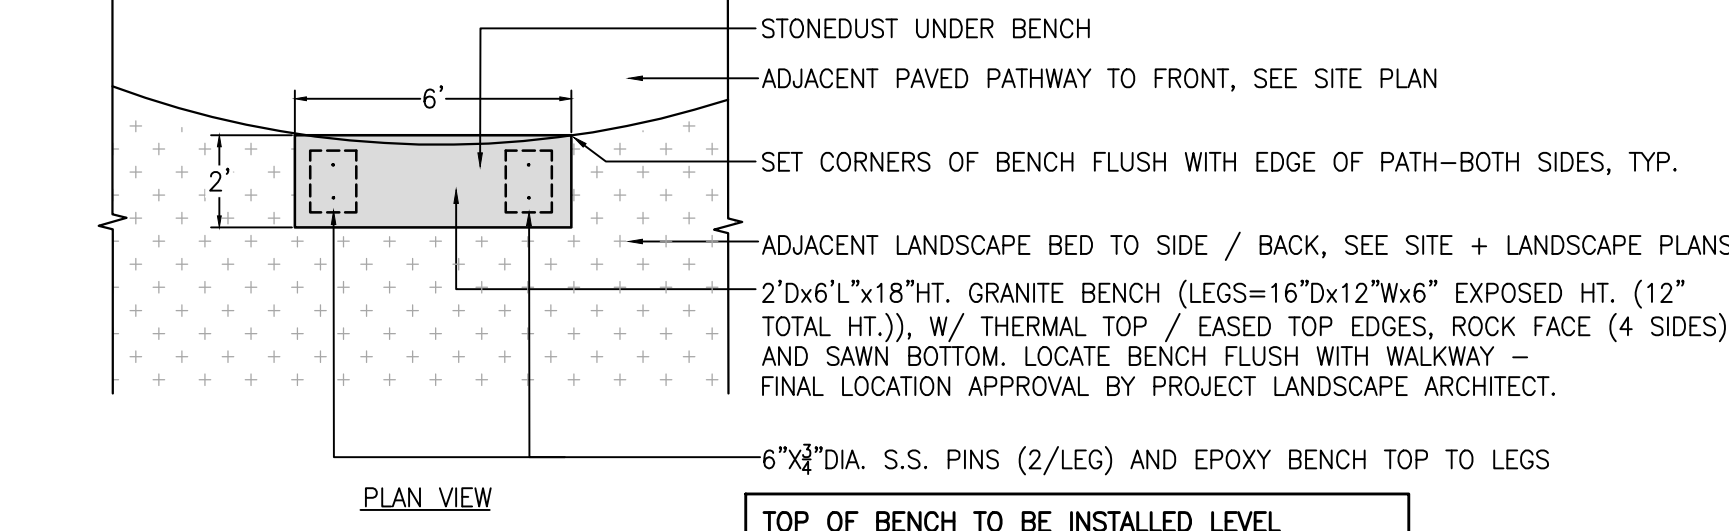 STONEDUST UNDER BENCH
ADJACENT PAVED PATHWAY TO FRONT, SEE SITE PLAN
6'
2'
SET CORNERS OF BENCH FLUSH WITH EDGE OF PATH-BOTH SIDES, TYP.
ADJACENT LANDSCAPE BED TO SIDE / BACK, SEE SITE + LANDSCAPE PLANS
2'Dx6'L"x18"HT. GRANITE BENCH (LEGS=16"Dx12"Wx6" EXPOSED HT. (12"
TOTAL HT.)), W/ THERMAL TOP / EASED TOP EDGES, ROCK FACE (4 SIDES)
AND SAWN BOTTOM. LOCATE BENCH FLUSH WITH WALKWAY –
FINAL LOCATION APPROVAL BY PROJECT LANDSCAPE ARCHITECT.
6"X¾"DIA. S.S. PINS (2/LEG) AND EPOXY BENCH TOP TO LEGS
PLAN VIEW
TOP OF BENCH TO BE INSTALLED LEVEL